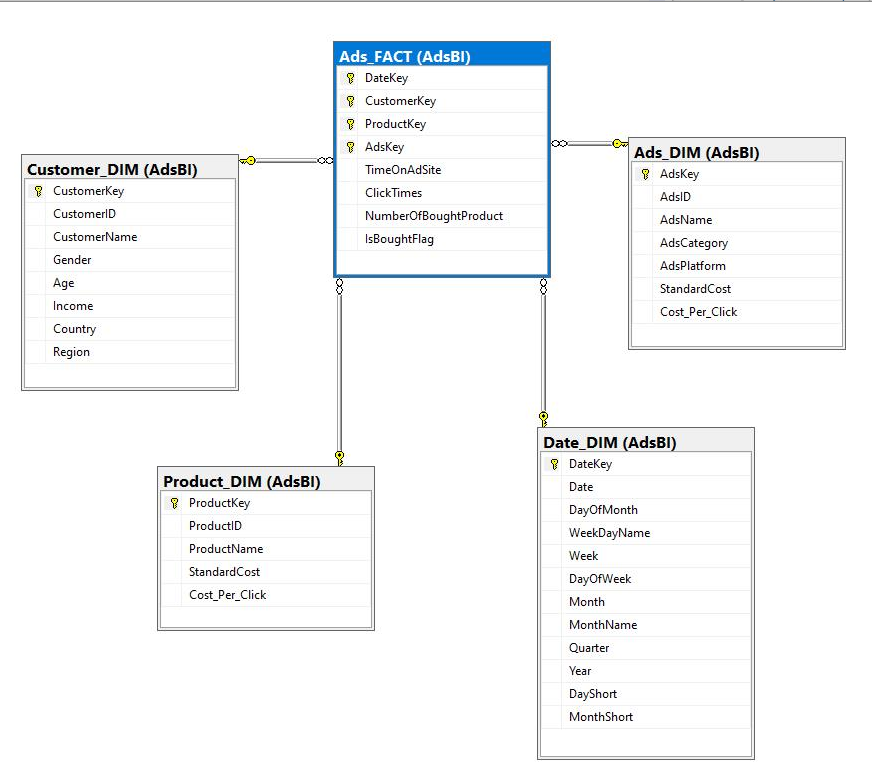 Ads_FACT (AdsBI)
DateKey
CustomerKey
ProductKey
AdsKey
TimeOnAdSite
ClickTimes
NumberOfBoughtProduct
IsBoughtFlag
Customer_DIM (AdsBI)
CustomerKey
CustomerID
CustomerName
Gender
Age
Income
Country
Region
Ads_DIM (AdsBI)
AdsKey
AdsID
AdsName
AdsCategory
AdsPlatform
StandardCost
Cost_Per_Click
Product_DIM (AdsBI)
ProductKey
ProductID
ProductName
StandardCost
Cost_Per_Click
Date_DIM (AdsBI)
DateKey
Date
DayOfMonth
WeekDayName
Week
DayOfWeek
Month
MonthName
Quarter
Year
DayShort
MonthShort